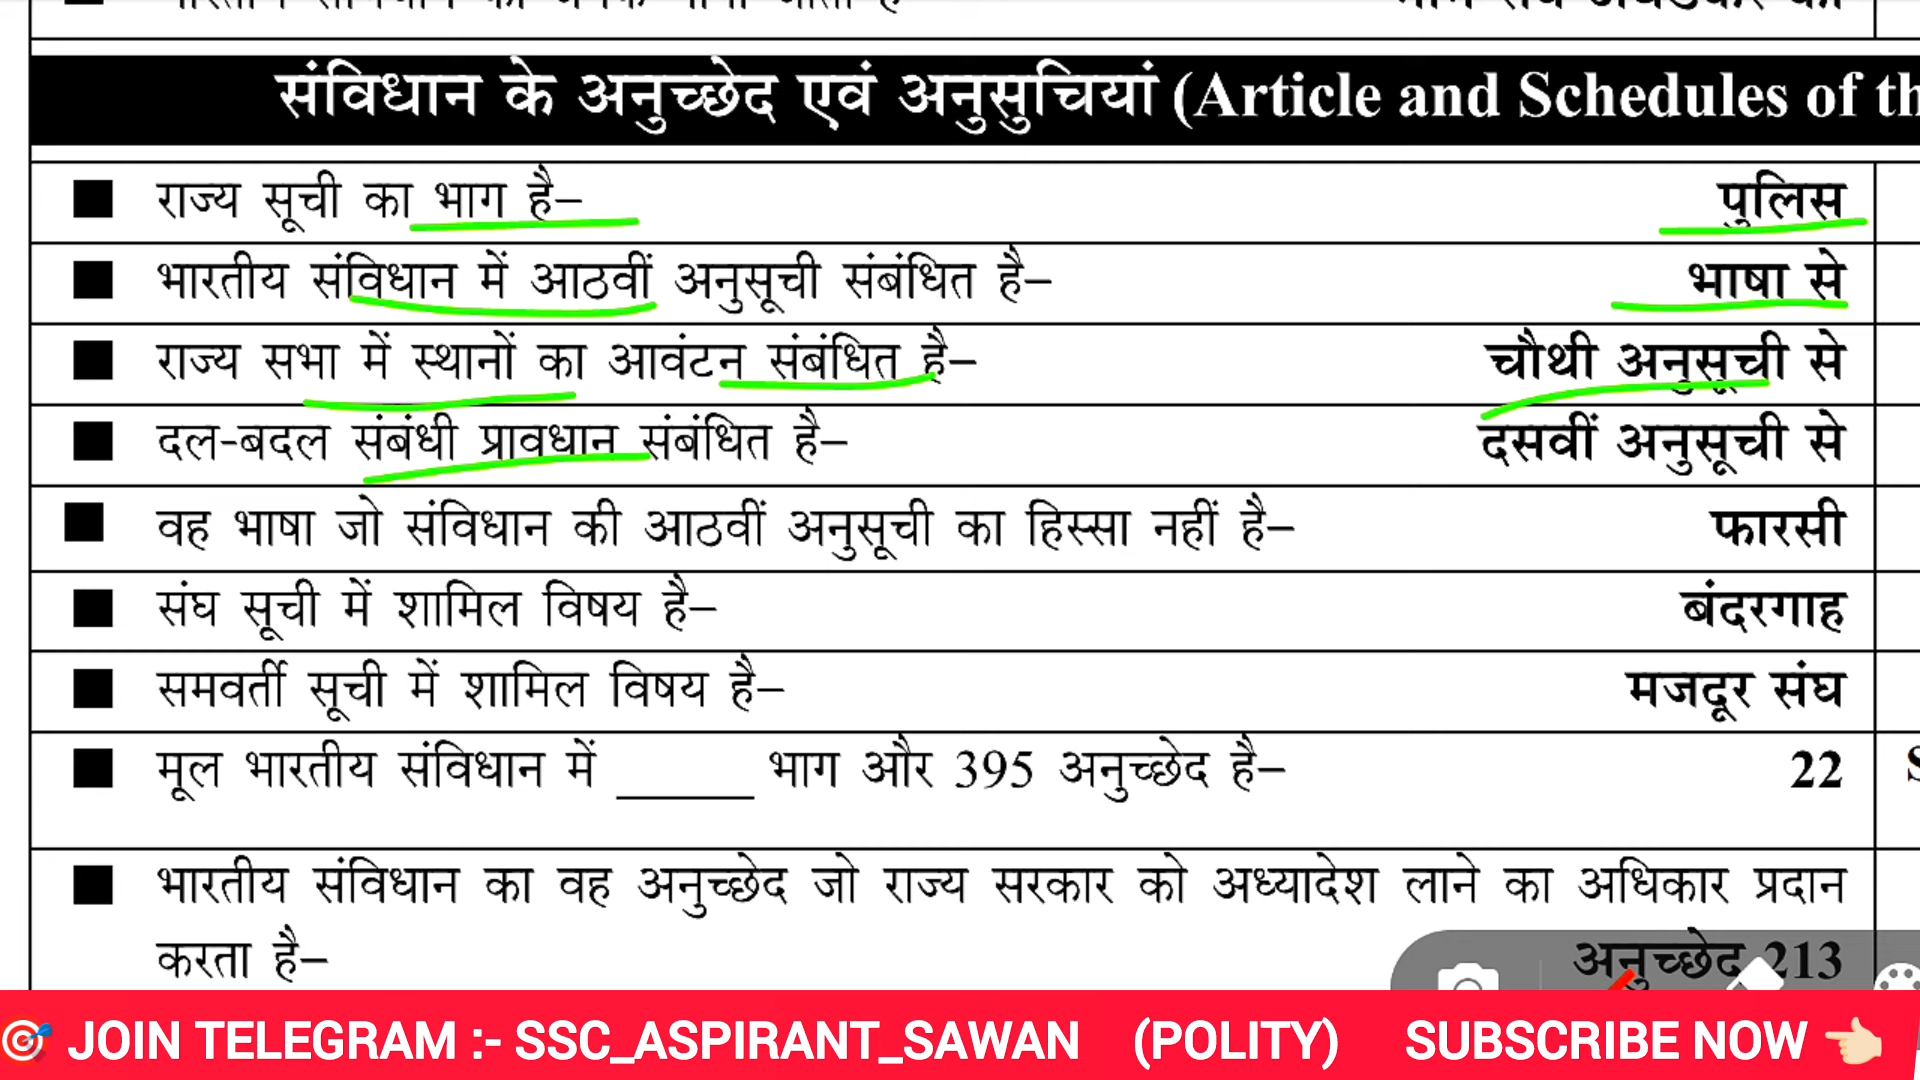 संविधान के अनुच्छेद एवं अनुसुचियां (Article and Schedules of th
■ राज्य सूची का भाग है– पुलिस
■ भारतीय संविधान में आठवीं अनुसूची संबंधित है– भाषा से
■ राज्य सभा में स्थानों का आवंटन संबंधित है– चौथी अनुसूची से
■ दल-बदल संबंधी प्रावधान संबंधित है– दसवीं अनुसूची से
■ वह भाषा जो संविधान की आठवीं अनुसूची का हिस्सा नहीं है– फारसी
■ संघ सूची में शामिल विषय है– बंदरगाह
■ समवर्ती सूची में शामिल विषय है– मजदूर संघ
■ मूल भारतीय संविधान में _____ भाग और 395 अनुच्छेद है– 22
■ भारतीय संविधान का वह अनुच्छेद जो राज्य सरकार को अध्यादेश लाने का अधिकार प्रदान
करता है– अनुच्छेद 213
JOIN TELEGRAM :- SSC_ASPIRANT_SAWAN (POLITY) SUBSCRIBE NOW